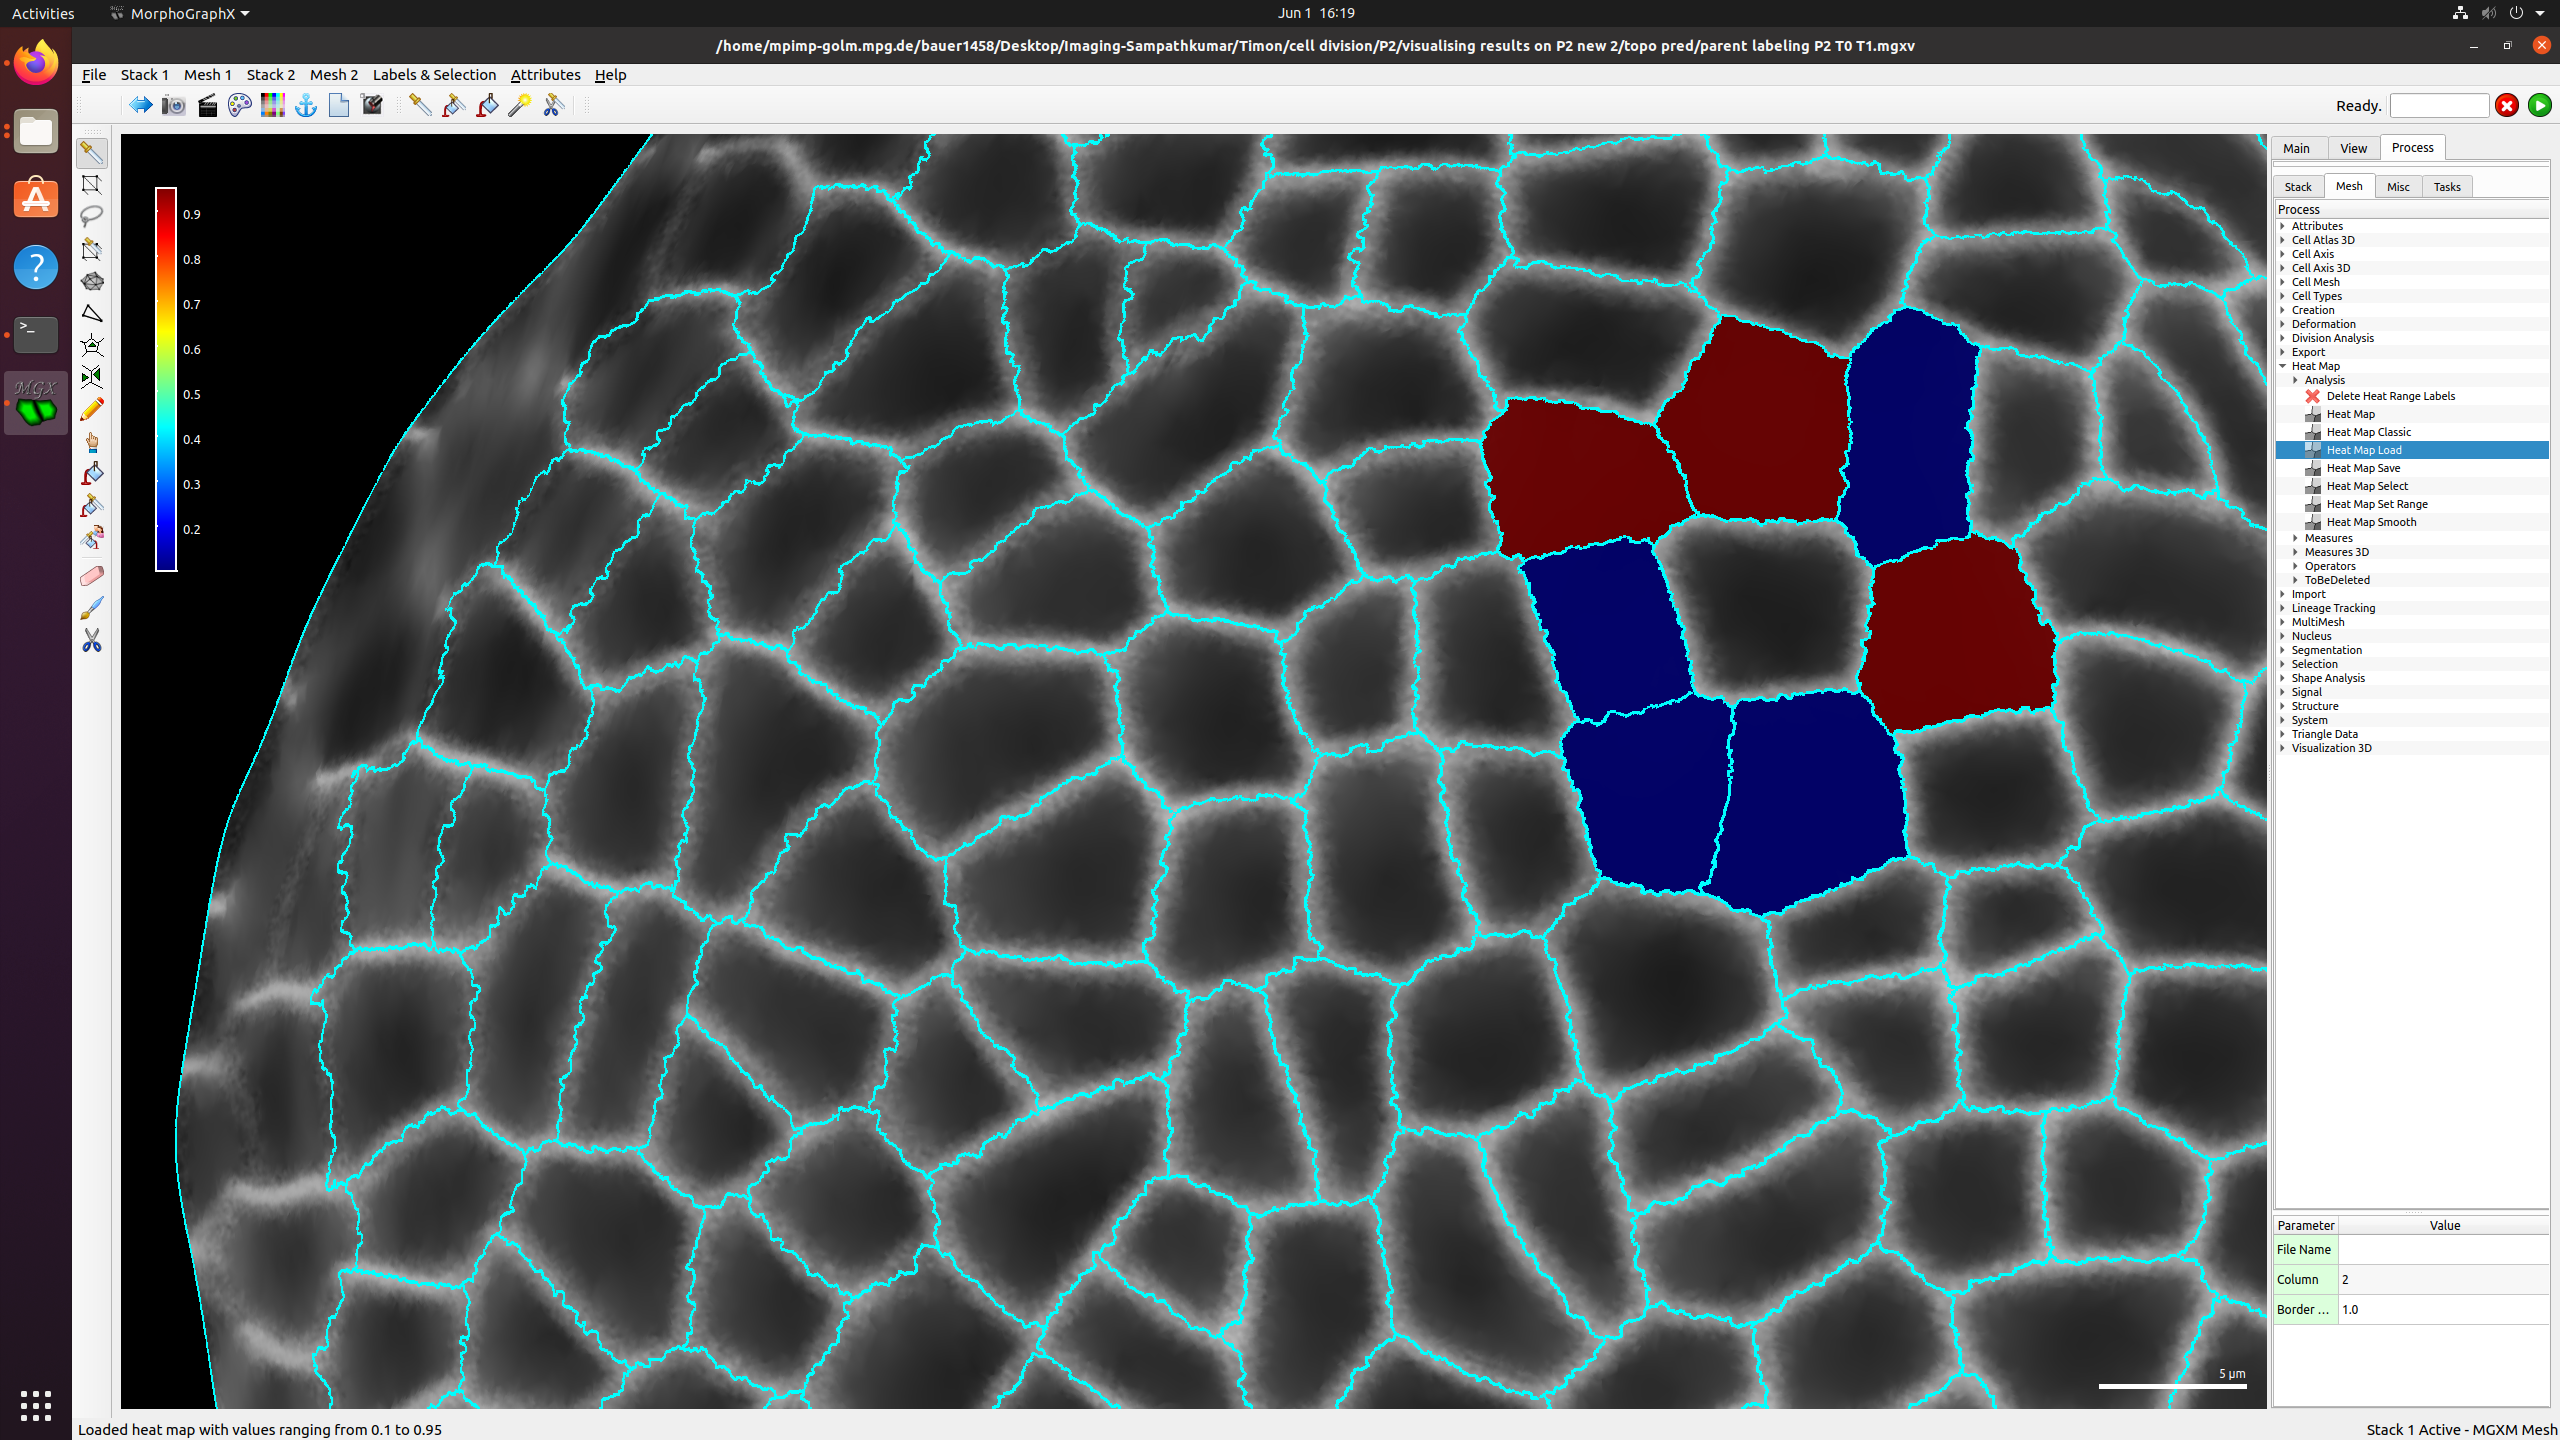 Activities MorphoGraphX Jun 1 16:19
/home/mpimp-golm.mpg.de/bauer1458/Desktop/Imaging-Sampathkumar/Timon/cell division/P2/visualising results on P2 new 2/topo pred/parent labeling P2 T0 T1.mgxv
File Stack 1 Mesh 1 Stack 2 Mesh 2 Labels & Selection Attributes Help
Ready.
Main View Process
Stack Mesh Misc Tasks
Process
Attributes
Cell Atlas 3D
Cell Axis
Cell Axis 3D
Cell Mesh
Cell Types
Creation
Deformation
Division Analysis
Export
Heat Map
Analysis
Delete Heat Range Labels
Heat Map
Heat Map Classic
Heat Map Load
Heat Map Save
Heat Map Select
Heat Map Set Range
Heat Map Smooth
Measures
Measures 3D
Operators
ToBeDeleted
Import
Lineage Tracking
MultiMesh
Nucleus
Segmentation
Selection
Shape Analysis
Signal
Structure
System
Triangle Data
Visualization 3D
Parameter Value
File Name
Column 2
Border ... 1.0
0.9
0.8
0.7
0.6
0.5
0.4
0.3
0.2
MGX
5 µm
Loaded heat map with values ranging from 0.1 to 0.95
Stack 1 Active - MGXM Mesh